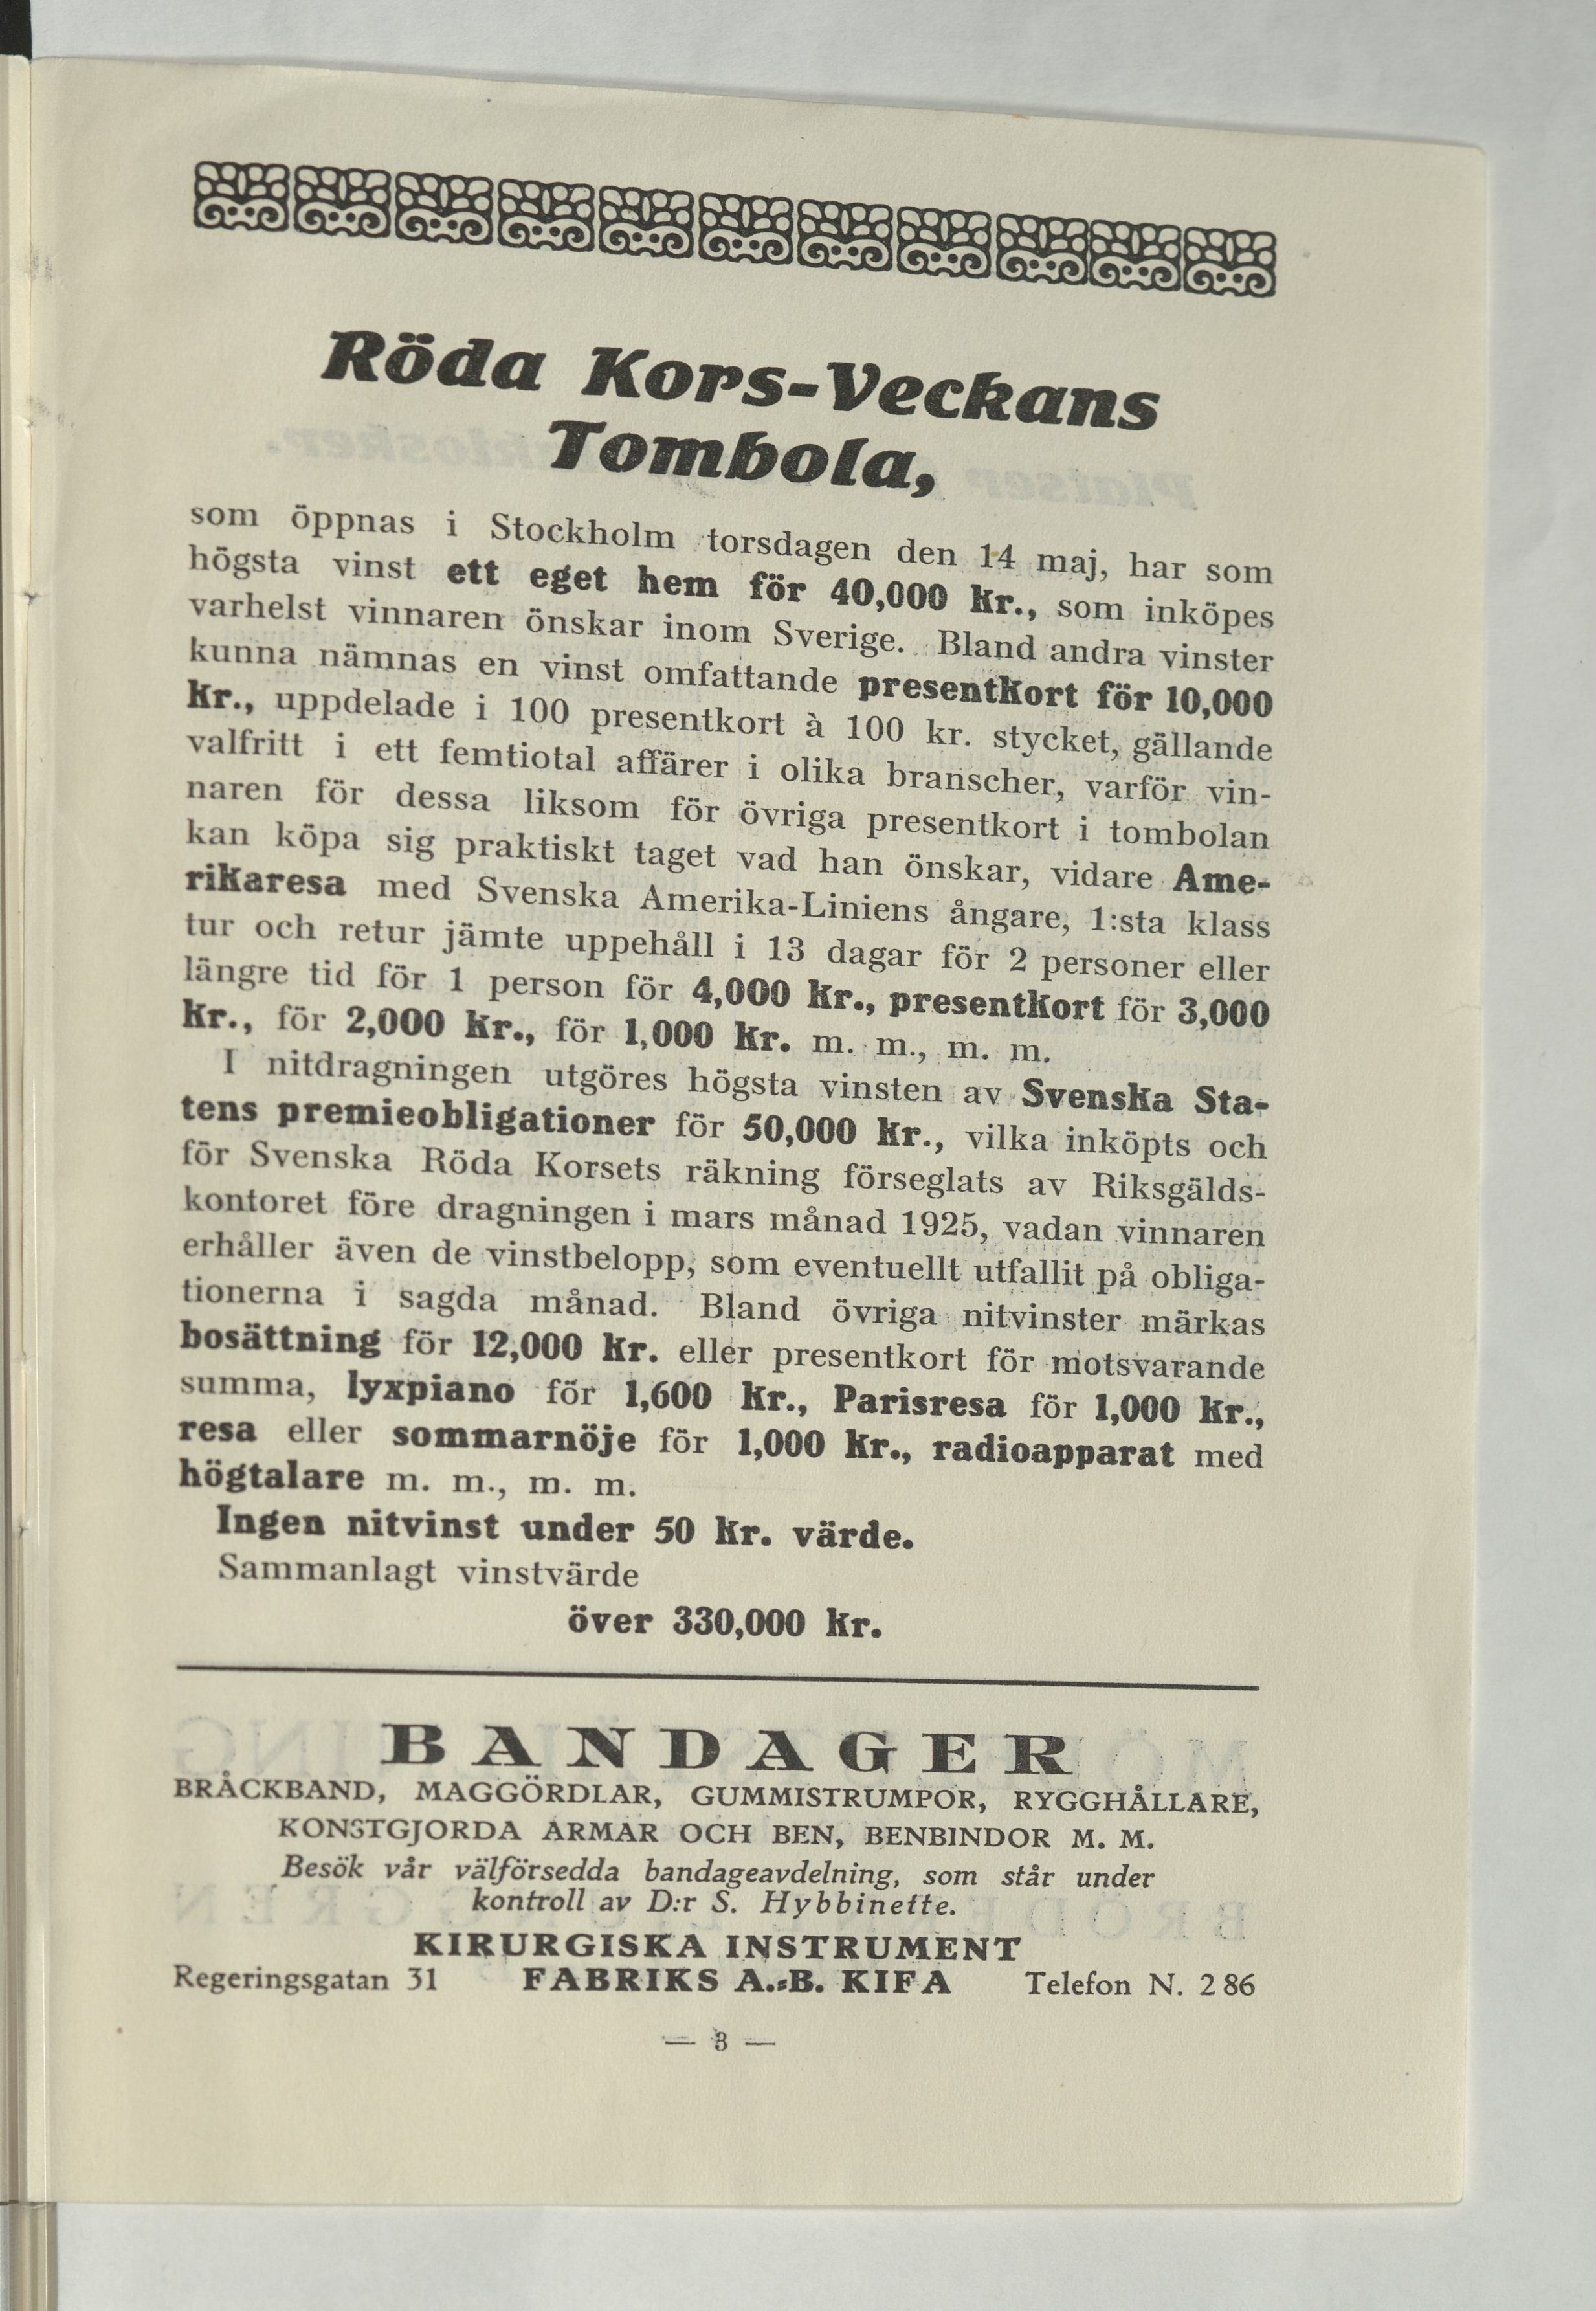 Röda Kors-Veckans
Tombola,
som öppnas i Stockholm torsdagen den 14 maj, har som
högsta vinst ett eget hem för 40,000 kr., som inköpes
varhelst vinnaren önskar inom Sverige. Bland andra vinster
kunna nämnas en vinst omfattande presentkort för 10,000
kr., uppdelade i 100 presentkort à 100 kr. stycket, gällande
valfritt i ett femtiotal affärer i olika branscher, varför vin-
naren för dessa liksom för övriga presentkort i tombolan
kan köpa sig praktiskt taget vad han önskar, vidare Ame-
rikaresa med Svenska Amerika-Liniens ångare, 1:sta klass
tur och retur jämte uppehåll i 13 dagar för 2 personer eller
längre tid för 1 person för 4,000 kr., presentkort för 3,000
kr., för 2,000 kr., för 1,000 kr. m. m., m. m.
I nitdragningen utgöres högsta vinsten av Svenska Sta-
tens premieobligationer för 50,000 kr., vilka inköpts och
för Svenska Röda Korsets räkning förseglats av Riksgälds-
kontoret före dragningen i mars månad 1925, vadan vinnaren
erhåller även de vinstbelopp, som eventuellt utfallit på obliga-
tionerna i sagda månad. Bland övriga nitvinster märkas
bosättning för 12,000 kr. eller presentkort för motsvarande
summa, lyxpiano för 1,600 kr., Parisresa för 1,000 kr.,
resa eller sommarnöje för 1,000 kr., radioapparat med
högtalare m. m., m. m.
Ingen nitvinst under 50 kr. värde.
Sammanlagt vinstvärde
över 330,000 kr.
BANDAGER
BRÅCKBAND, MAGGÖRDLAR, GUMMISTRUMPOR, RYGGHÅLLARE,
KONSTGJORDA ARMAR OCH BEN, BENBINDOR M. M.
Besök vår välförsedda bandageavdelning, som står under
kontroll av D:r S. Hybbinette.
KIRURGISKA INSTRUMENT
Regeringsgatan 31 FABRIKS A.-B. KIFA Telefon N. 286
— 3 —